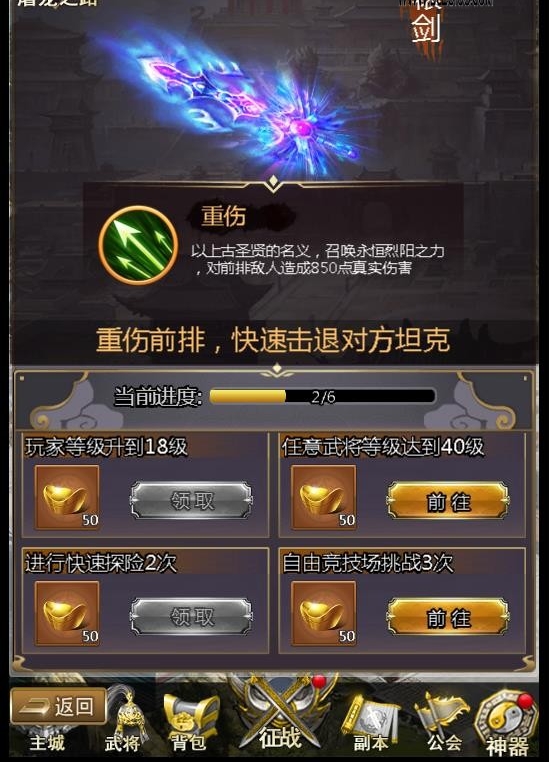 剑
重伤
以上古圣贤的名义，召唤永恒烈阳之力
，对前排敌人造成850点真实伤害
重伤前排，快速击退对方坦克
当前进度:
2/6
玩家等级升到18级
50
领取
任意武将等级达到40级
50
前往
进行快速探险2次
50
领取
自由竞技场挑战3次
50
前往
返回
主城
武将
背包
征战
副本
公会
神器